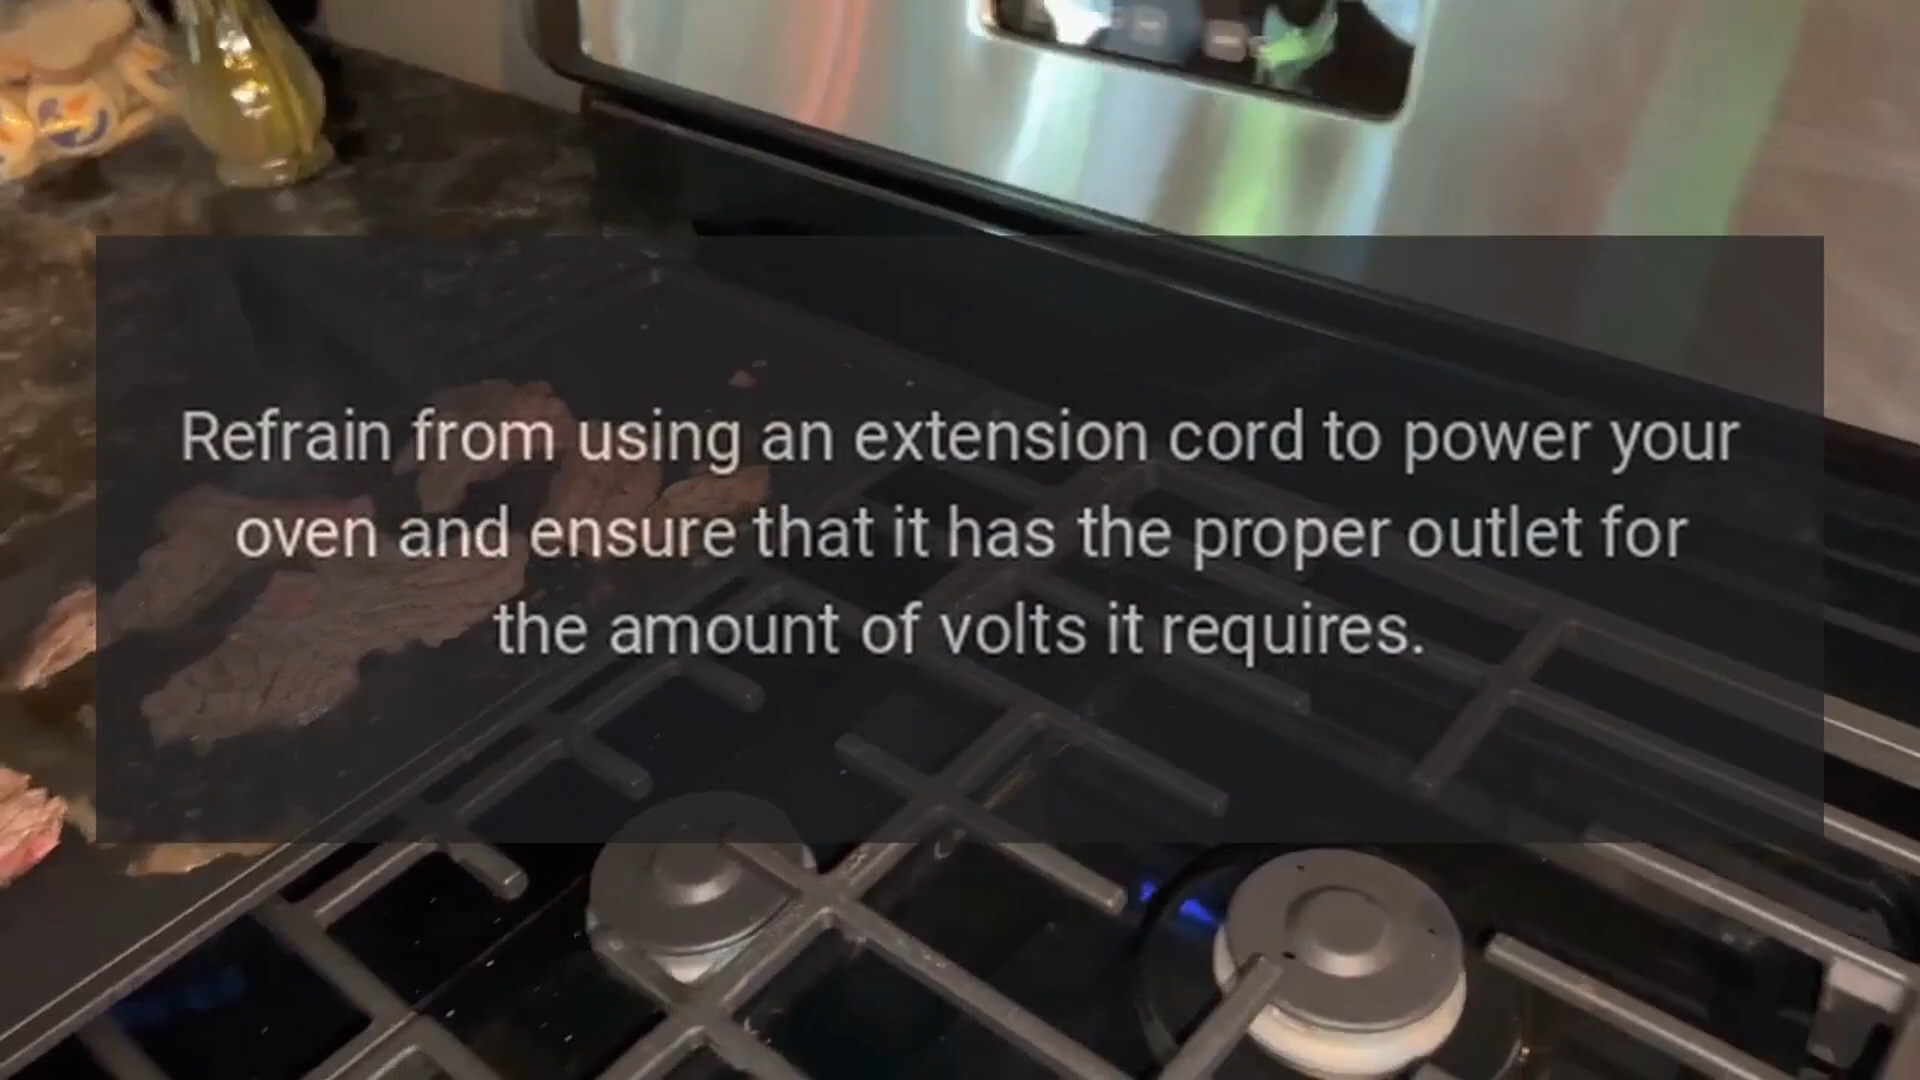 Refrain from using an extension cord to power your
oven and ensure that it has the proper outlet for
the amount of volts it requires.